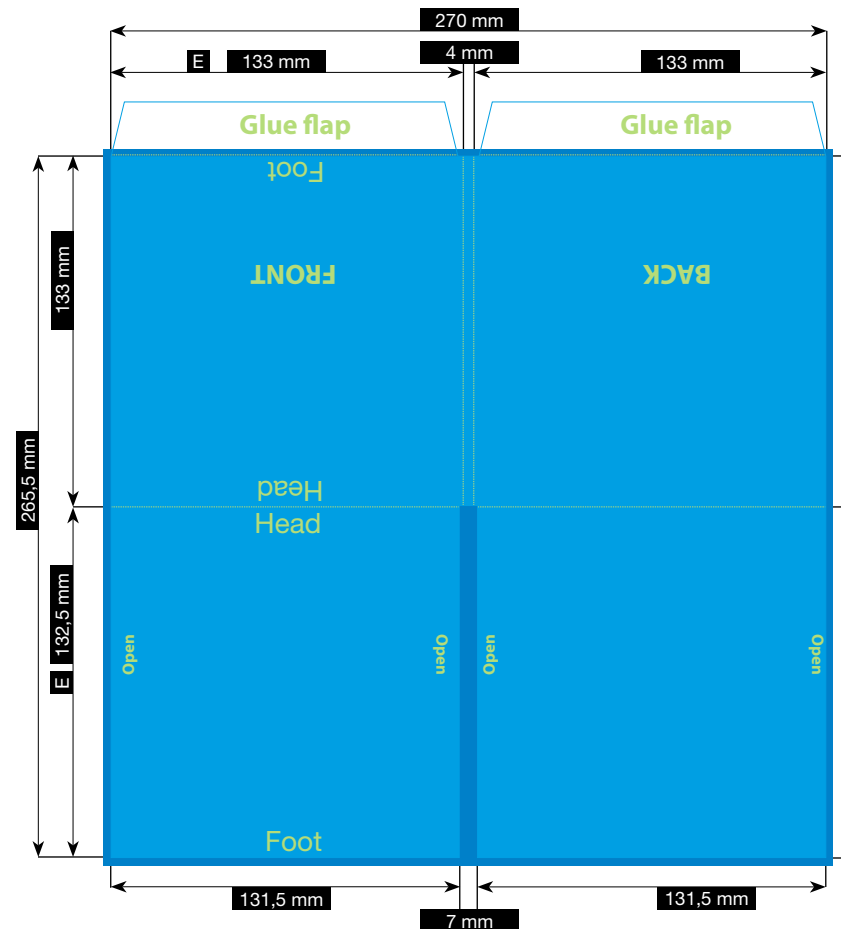 270 mm
4 mm
E 133 mm
133 mm
Glue flap
Glue flap
Foot
FRONT
BACK
133 mm
265,5 mm
Head
Head
132,5 mm
E
Open
Open
Open
Open
Foot
131,5 mm
131,5 mm
7 mm